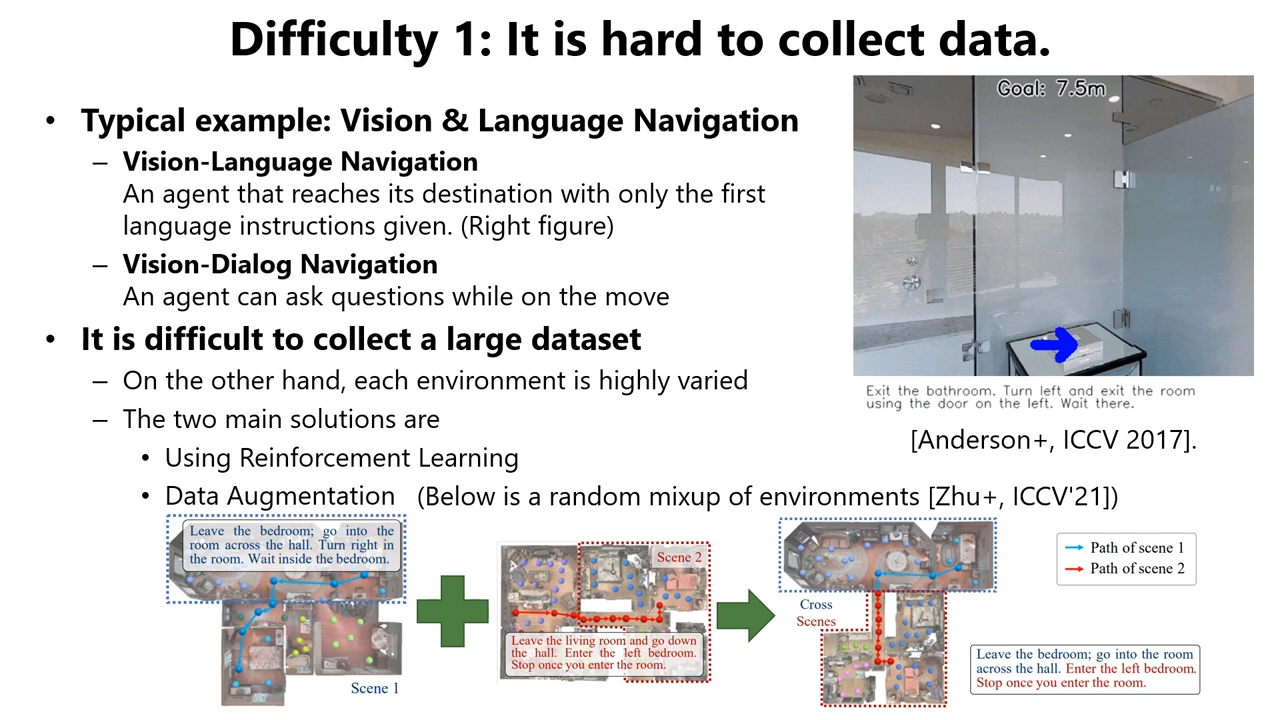 Difficulty 1: It is hard to collect data.
• Typical example: Vision & Language Navigation
– Vision-Language Navigation
An agent that reaches its destination with only the first
language instructions given. (Right figure)
– Vision-Dialog Navigation
An agent can ask questions while on the move
• It is difficult to collect a large dataset
– On the other hand, each environment is highly varied
– The two main solutions are
• Using Reinforcement Learning
• Data Augmentation (Below is a random mixup of environments [Zhu+, ICCV'21])
Goal: 7.5m
Exit the bathroom. Turn left and exit the room
using the door on the left. Wait there.
[Anderson+, ICCV 2017].
Leave the bedroom; go into the
room across the hall. Turn right in
the room. Wait inside the bedroom.
Scene 1
Scene 2
Leave the living room and go down
the hall. Enter the left bedroom.
Stop once you enter the room.
Cross
Scenes
Path of scene 1
Path of scene 2
Leave the bedroom; go into the room
across the hall. Enter the left bedroom.
Stop once you enter the room.